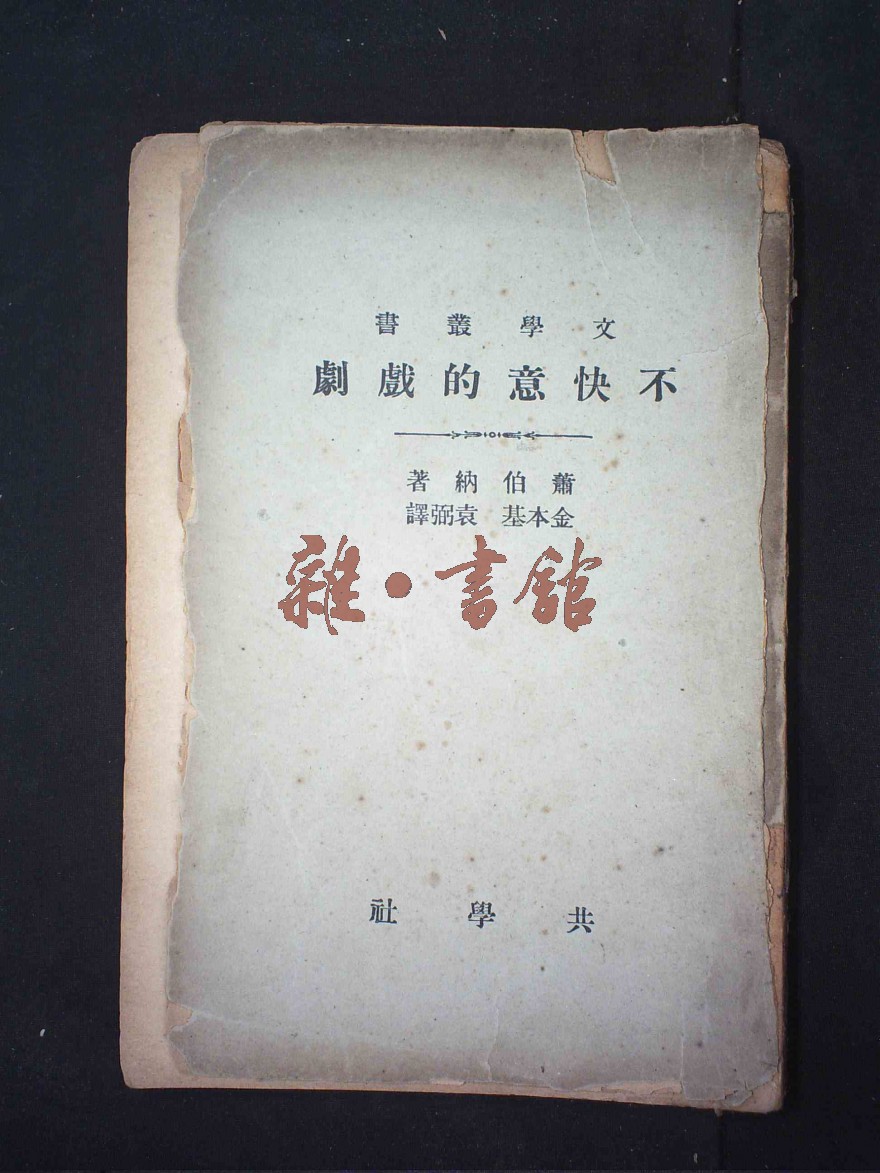 文學叢書
不快意的戲劇
蕭伯納著
金本基 袁弼譯
雜·書館
共學社